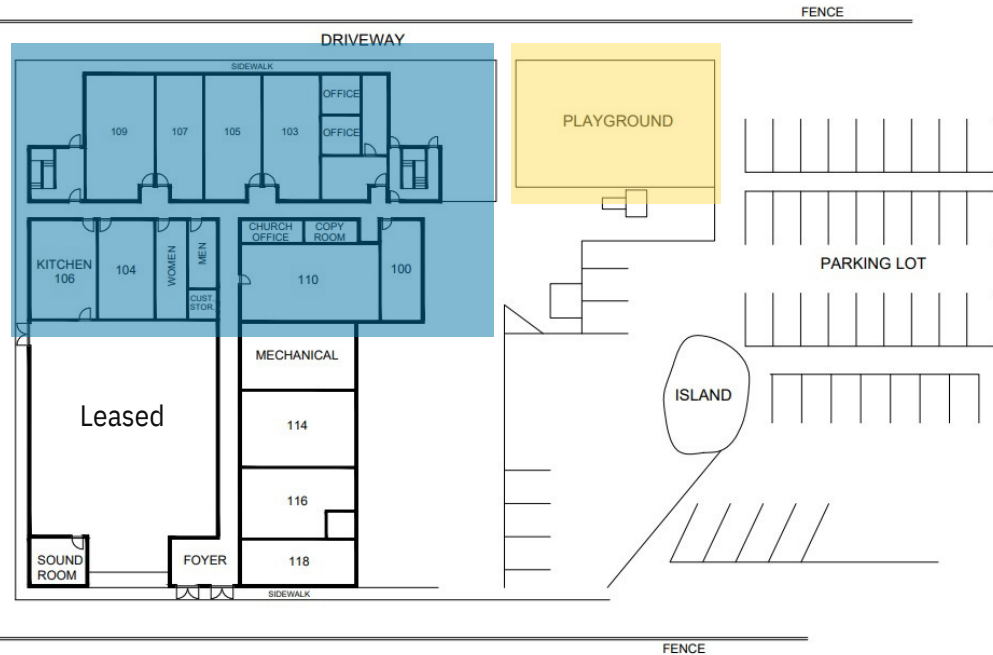 FENCE
DRIVEWAY
SIDEWALK
109
107
105
103
OFFICE
OFFICE
PLAYGROUND
KITCHEN
106
104
WOMEN
MEN
CUST.
STOR.
CHURCH
OFFICE
COPY
ROOM
110
100
PARKING LOT
MECHANICAL
Leased
114
ISLAND
116
SOUND
ROOM
FOYER
118
SIDEWALK
FENCE